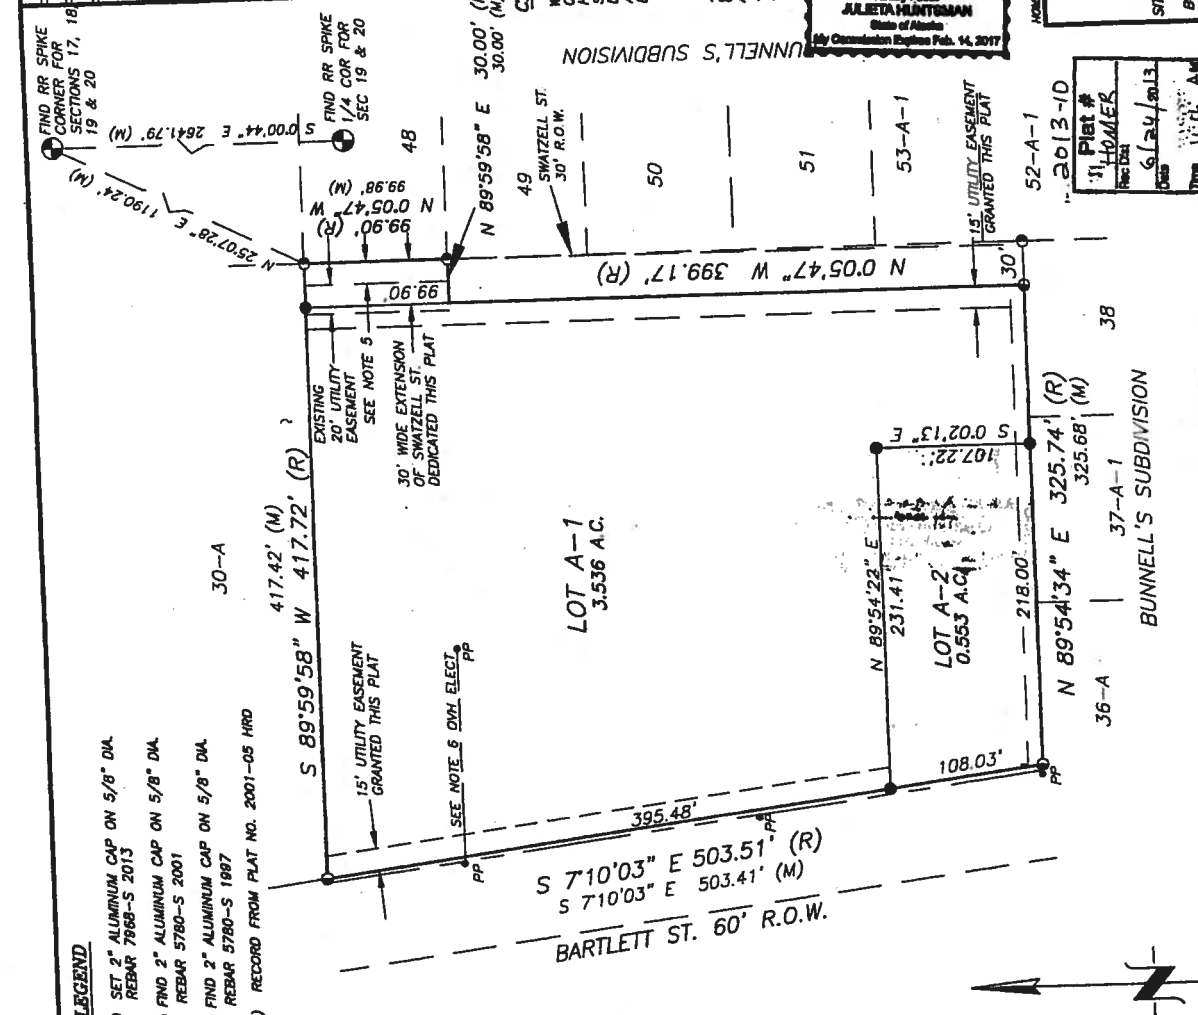 FIND RR SPIKE
CORNER FOR
SECTIONS 17, 18,
19 & 20
FIND RR SPIKE
1/4 COR FOR
SEC 19 & 20
S 0°00'44" E 2641.79' (M)
N 25°07'28" E 1190.24' (M)
48
N 0°05'47" W
99.98' (M)
99.90' (R)
99.90'
30.00'
30.00' (M)
N 89°59'58" E
49
SWATZELL ST.
30' R.O.W.
50
51
53-A-1
52-A-1
BUNNELL'S SUBDIVISION
JULIETA HUNTSMAN
State of Alaska
My Commission Expires Feb. 14, 2017
2013-10
Plat #
HOMER
Rec Dist
6/24/2013
Date
Time
15' UTILITY EASEMENT
GRANTED THIS PLAT
N 0°05'47" W 399.17' (R)
30'
EXISTING
20' UTILITY
EASEMENT
SEE NOTE 5
30' WIDE EXTENSION
OF SWATZELL ST.
DEDICATED THIS PLAT
38
S 0°02'13" E
107.22'
30-A
417.42' (M)
S 89°59'58" W 417.72' (R)
LOT A-1
3.536 A.C.
N 89°54'22" E
231.41'
LOT A-2
0.553 A.C.
218.00'
N 89°54'34" E 325.74' (R)
325.68' (M)
37-A-1
36-A
BUNNELL'S SUBDIVISION
15' UTILITY EASEMENT
GRANTED THIS PLAT
SEE NOTE 6 OVH ELECT
PP
PP
PP
PP
395.48'
108.03'
S 7°10'03" E 503.51' (R)
S 7°10'03" E 503.41' (M)
BARTLETT ST. 60' R.O.W.
LEGEND
SET 2" ALUMINUM CAP ON 5/8" DIA.
REBAR 7968-S 2013
FIND 2" ALUMINUM CAP ON 5/8" DIA.
REBAR 5780-S 2001
FIND 2" ALUMINUM CAP ON 5/8" DIA.
REBAR 5780-S 1997
RECORD FROM PLAT NO. 2001-05 HRD
N